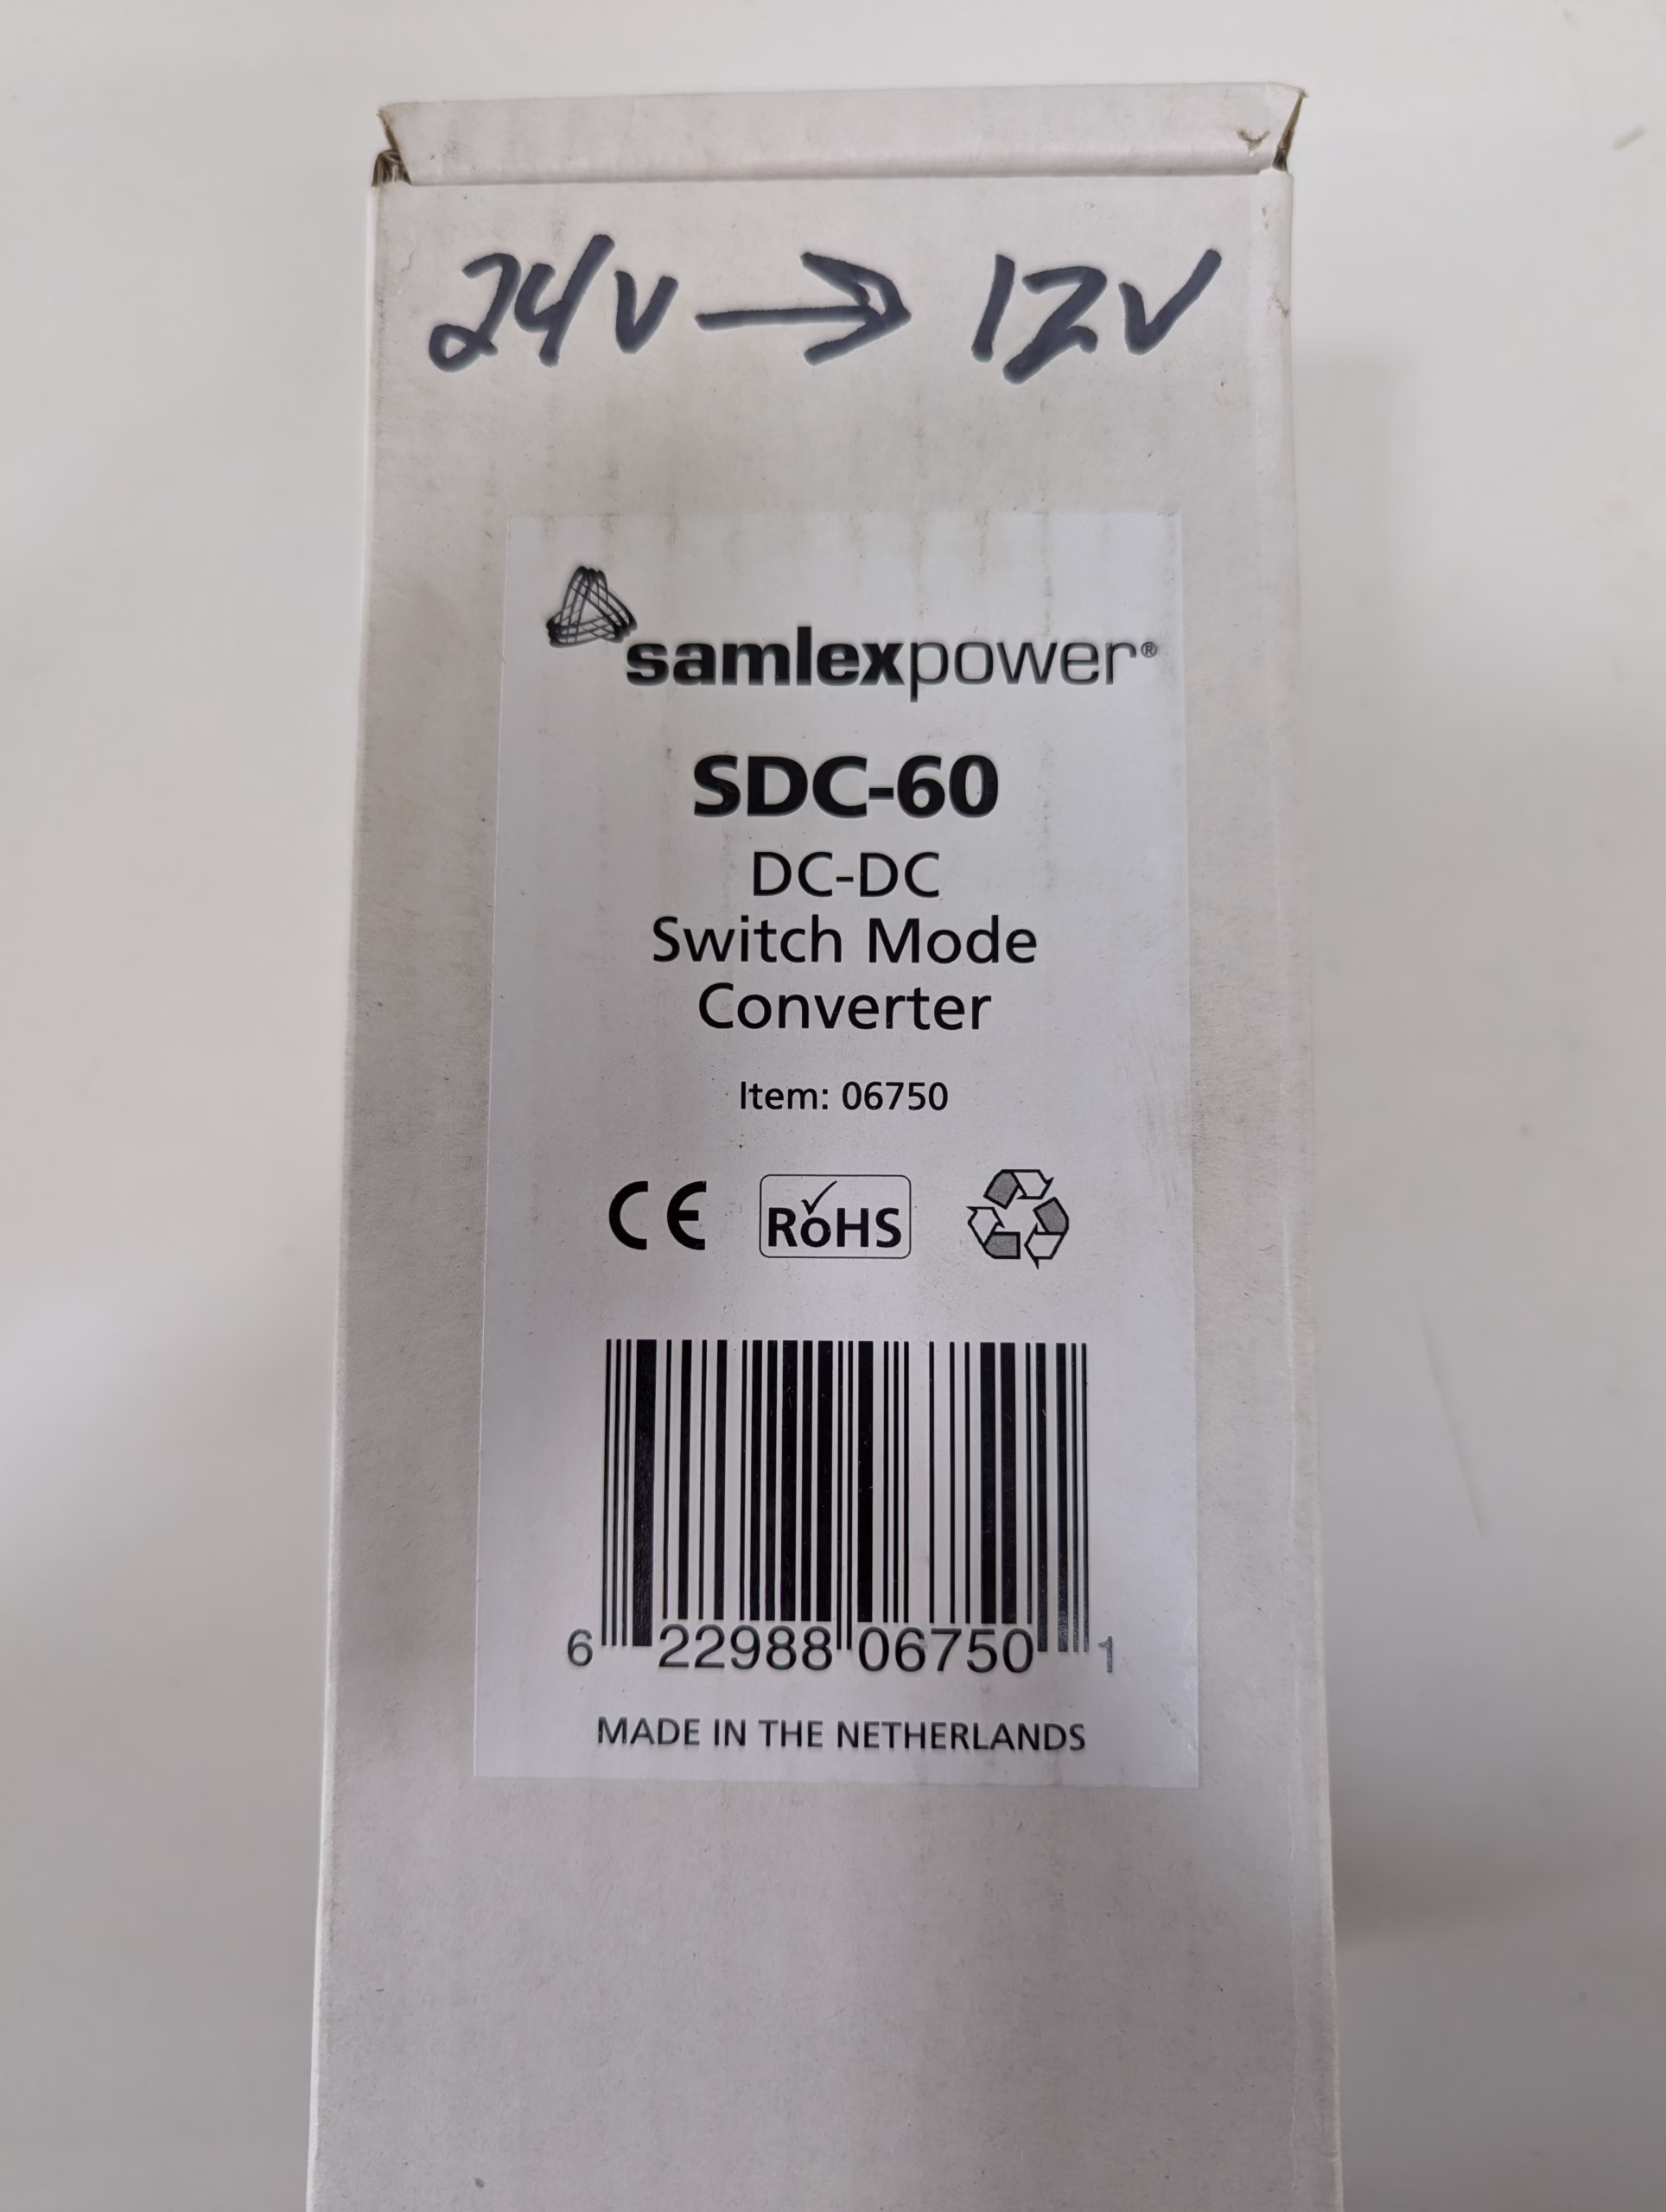 24V → 12V
samlexpower®
SDC-60
DC-DC
Switch Mode
Converter
Item: 06750
CE RoHS
6 22988 06750 1
MADE IN THE NETHERLANDS